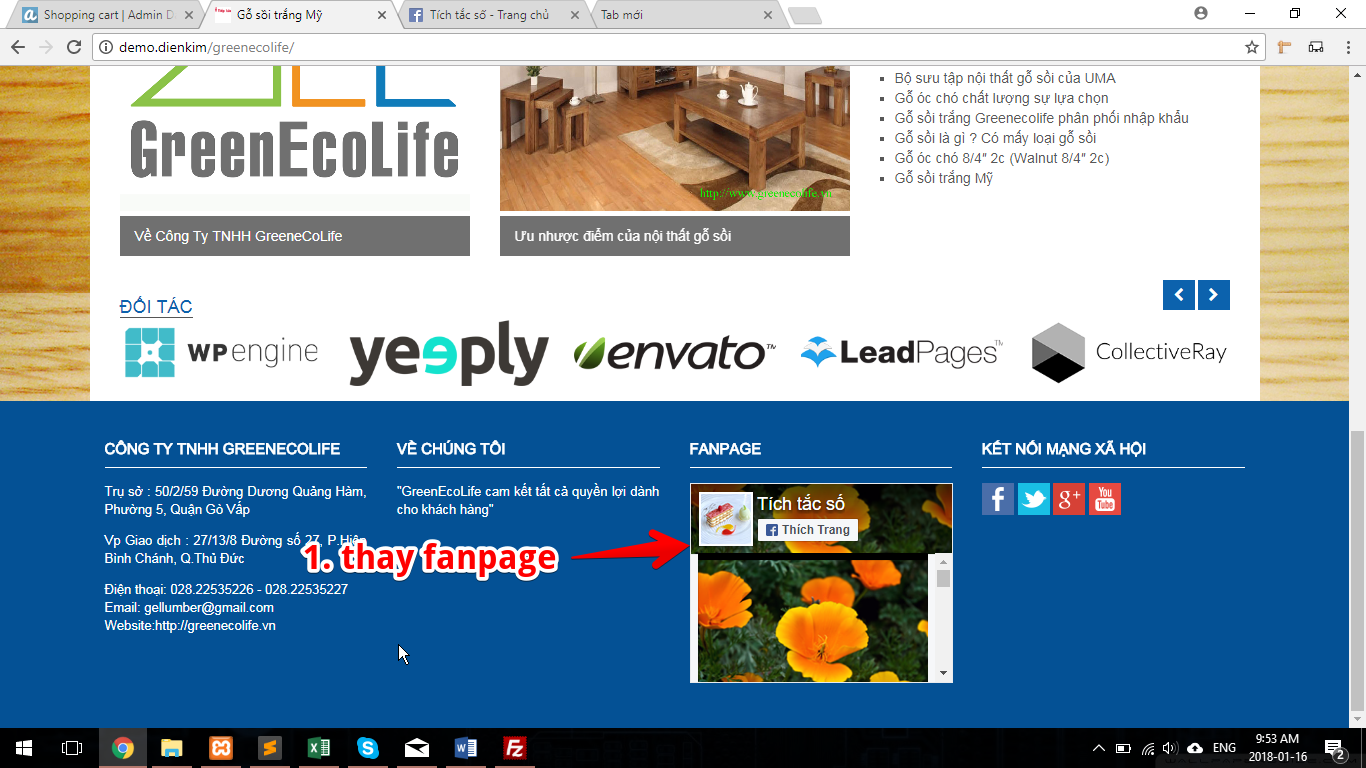 Shopping cart | Admin D
Gỗ sồi trắng Mỹ
Tích tắc số - Trang chủ
Tab mới
demo.dienkim/greenecolife/
GreenEcoLife
http://www.greenecolife.vn
Bộ sưu tập nội thất gỗ sồi của UMA
Gỗ óc chó chất lượng sự lựa chọn
Gỗ sồi trắng Greenecolife phân phối nhập khẩu
Gỗ sồi là gì ? Có mấy loại gỗ sồi
Gỗ óc chó 8/4" 2c (Walnut 8/4" 2c)
Gỗ sồi trắng Mỹ
Về Công Ty TNHH GreeneCoLife
Ưu nhược điểm của nội thất gỗ sồi
ĐỐI TÁC
WP engine
yeeply
envato™
LeadPages™
CollectiveRay
CÔNG TY TNHH GREENECOLIFE
Trụ sở : 50/2/59 Đường Dương Quảng Hàm,
Phường 5, Quận Gò Vấp
Vp Giao dịch : 27/13/8 Đường số 27, P.Hiệp
Bình Chánh, Q.Thủ Đức
Điện thoại: 028.22535226 - 028.22535227
Email: gellumber@gmail.com
Website:http://greenecolife.vn
VỀ CHÚNG TÔI
"GreenEcoLife cam kết tất cả quyền lợi dành
cho khách hàng"
1. thay fanpage
FANPAGE
Tích tắc số
Thích Trang
KẾT NỐI MẠNG XÃ HỘI
You
Tube
ENG
9:53 AM
2018-01-16
2